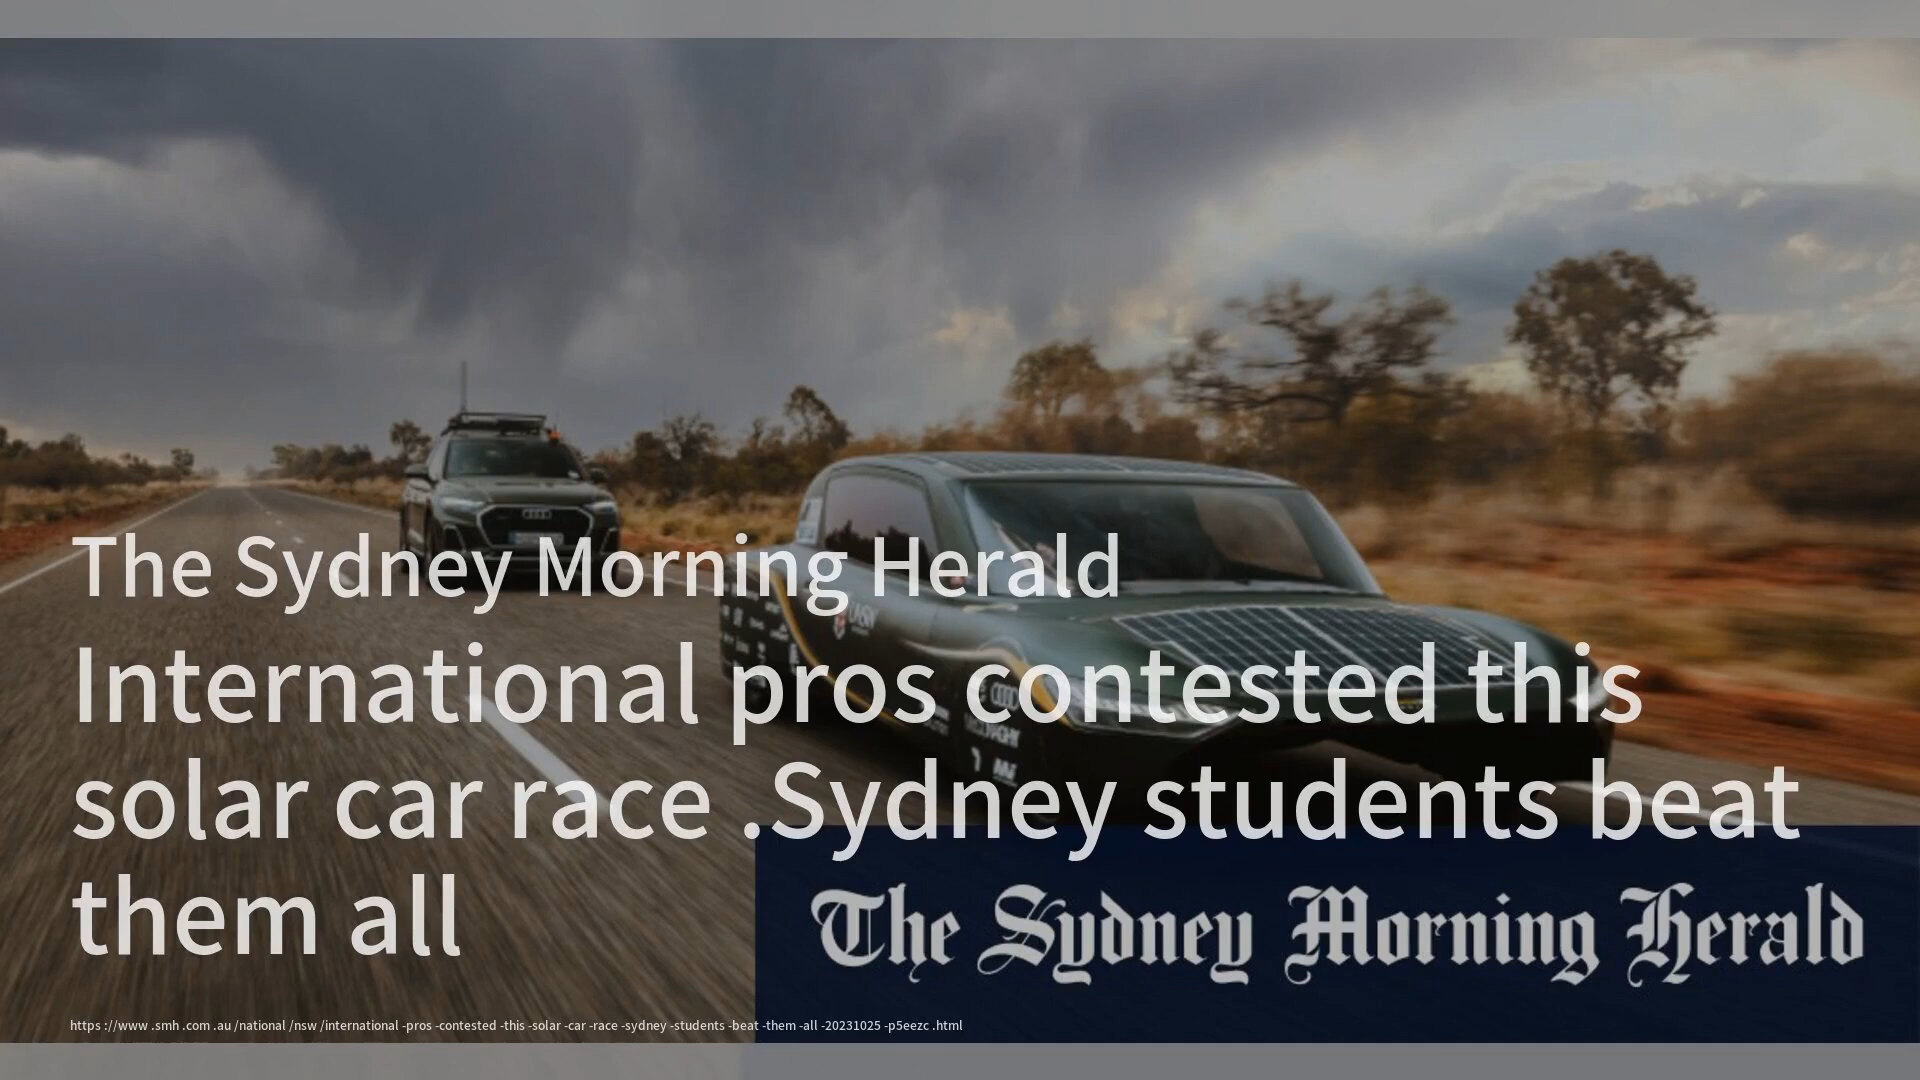 The Sydney Morning Herald
International pros contested this
solar car race .Sydney students beat
them all
The Sydney Morning Herald
https ://www .smh .com .au /national /nsw /international -pros -contested -this -solar -car -race -sydney -students -beat -them -all -20231025 -p5eezc .html
UNSW